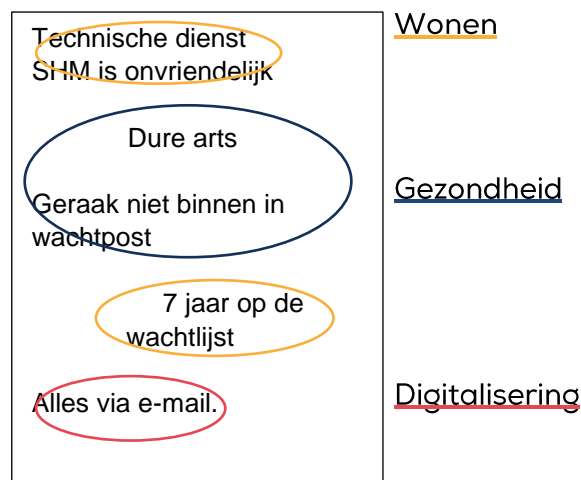 Technische dienst
SHM is onvriendelijk
Dure arts
Geraak niet binnen in
wachtpost
7 jaar op de
wachtlijst
Alles via e-mail.
Wonen
Gezondheid
Digitalisering